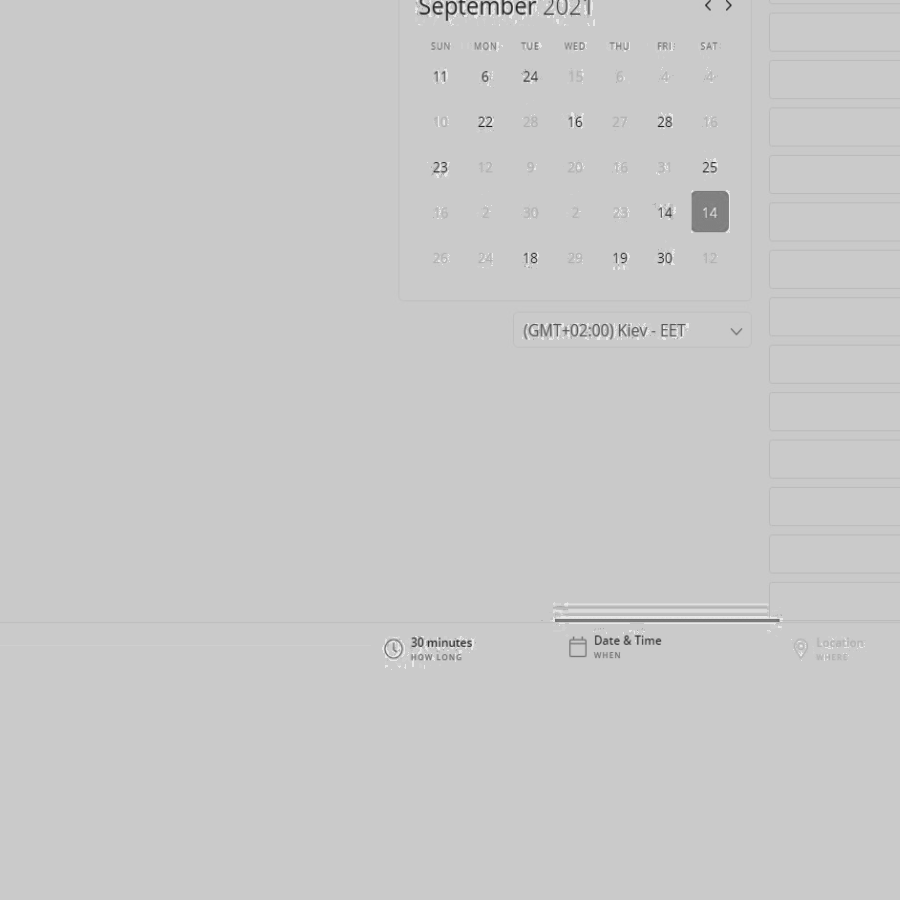 September 2021
SUN MON TUE WED THU FRI SAT
11 6 24 15 6 4 4
10 22 28 16 27 28 16
23 12 9 20 16 31 25
16 2 30 2 23 14 14
26 24 18 29 19 30 12
(GMT+02:00) Kiev - EET
30 minutes
HOW LONG
Date & Time
WHEN
Location
WHERE